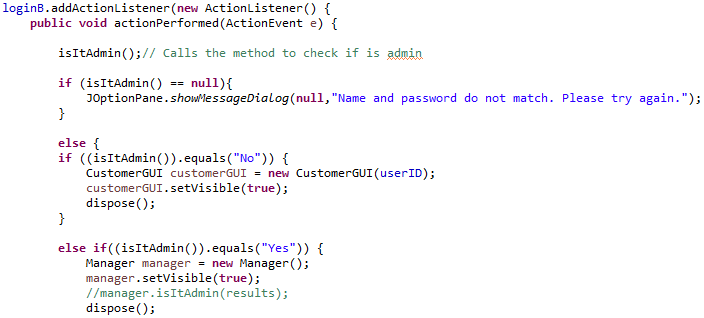 loginB.addActionListener(new ActionListener() {
public void actionPerformed(ActionEvent e) {
isItAdmin();// Calls the method to check if is admin
if (isItAdmin() == null){
JOptionPane.showMessageDialog(null,"Name and password do not match. Please try again.");
}
else {
if ((isItAdmin()).equals("No")) {
CustomerGUI customerGUI = new CustomerGUI(userID);
customerGUI.setVisible(true);
dispose();
}
else if((isItAdmin()).equals("Yes")) {
Manager manager = new Manager();
manager.setVisible(true);
//manager.isItAdmin(results);
dispose();